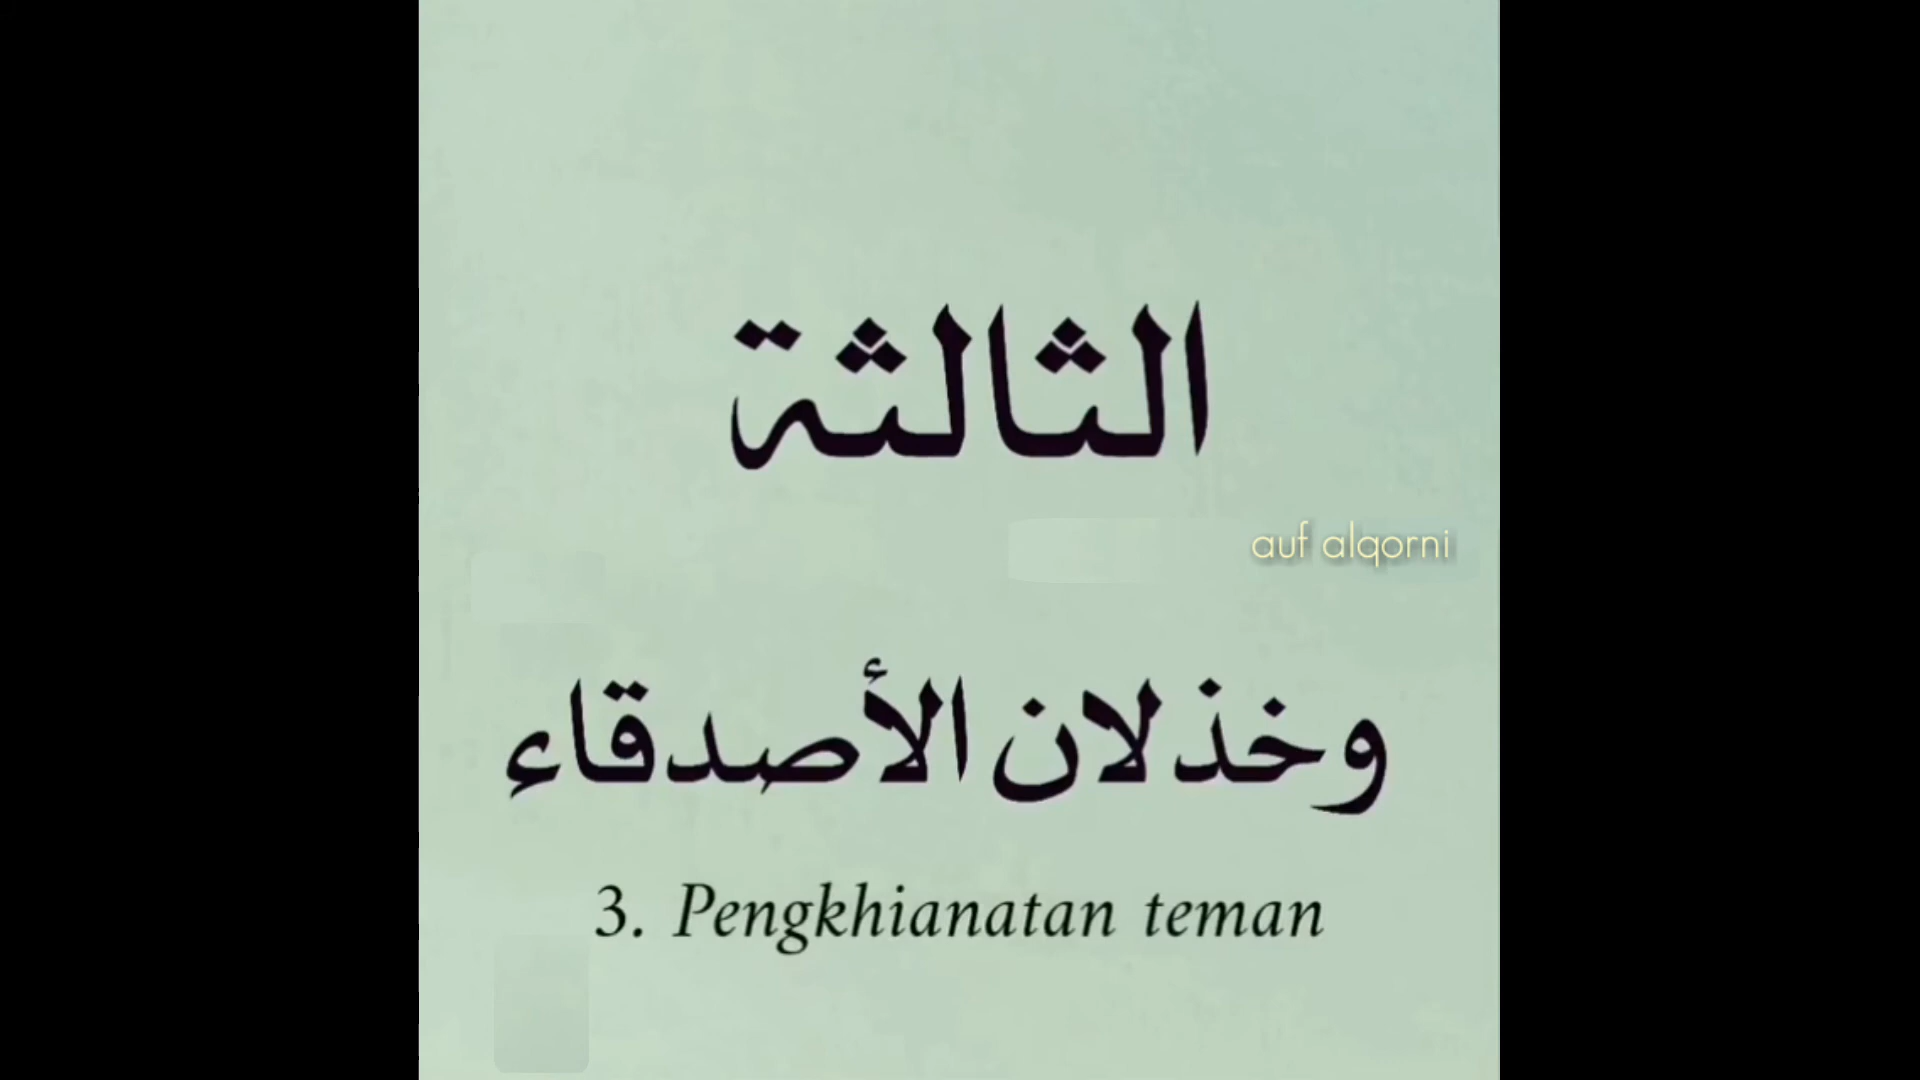 الثالثة
auf alqorni
وخذلان الأصدقاء
3. Pengkhianatan teman